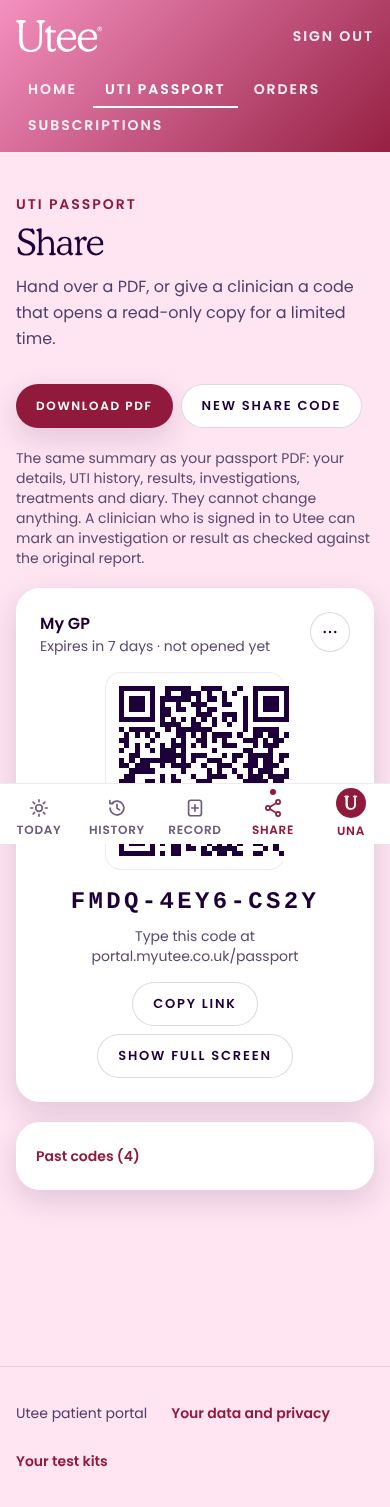 Utee®
SIGN OUT
HOME UTI PASSPORT ORDERS
SUBSCRIPTIONS
UTI PASSPORT
Share
Hand over a PDF, or give a clinician a code
that opens a read-only copy for a limited
time.
DOWNLOAD PDF NEW SHARE CODE
The same summary as your passport PDF: your
details, UTI history, results, investigations,
treatments and diary. They cannot change
anything. A clinician who is signed in to Utee can
mark an investigation or result as checked against
the original report.
My GP
Expires in 7 days · not opened yet
...
TODAY HISTORY RECORD SHARE UNA
FMDQ-4EY6-CS2Y
Type this code at
portal.myutee.co.uk/passport
COPY LINK
SHOW FULL SCREEN
Past codes (4)
Utee patient portal Your data and privacy
Your test kits